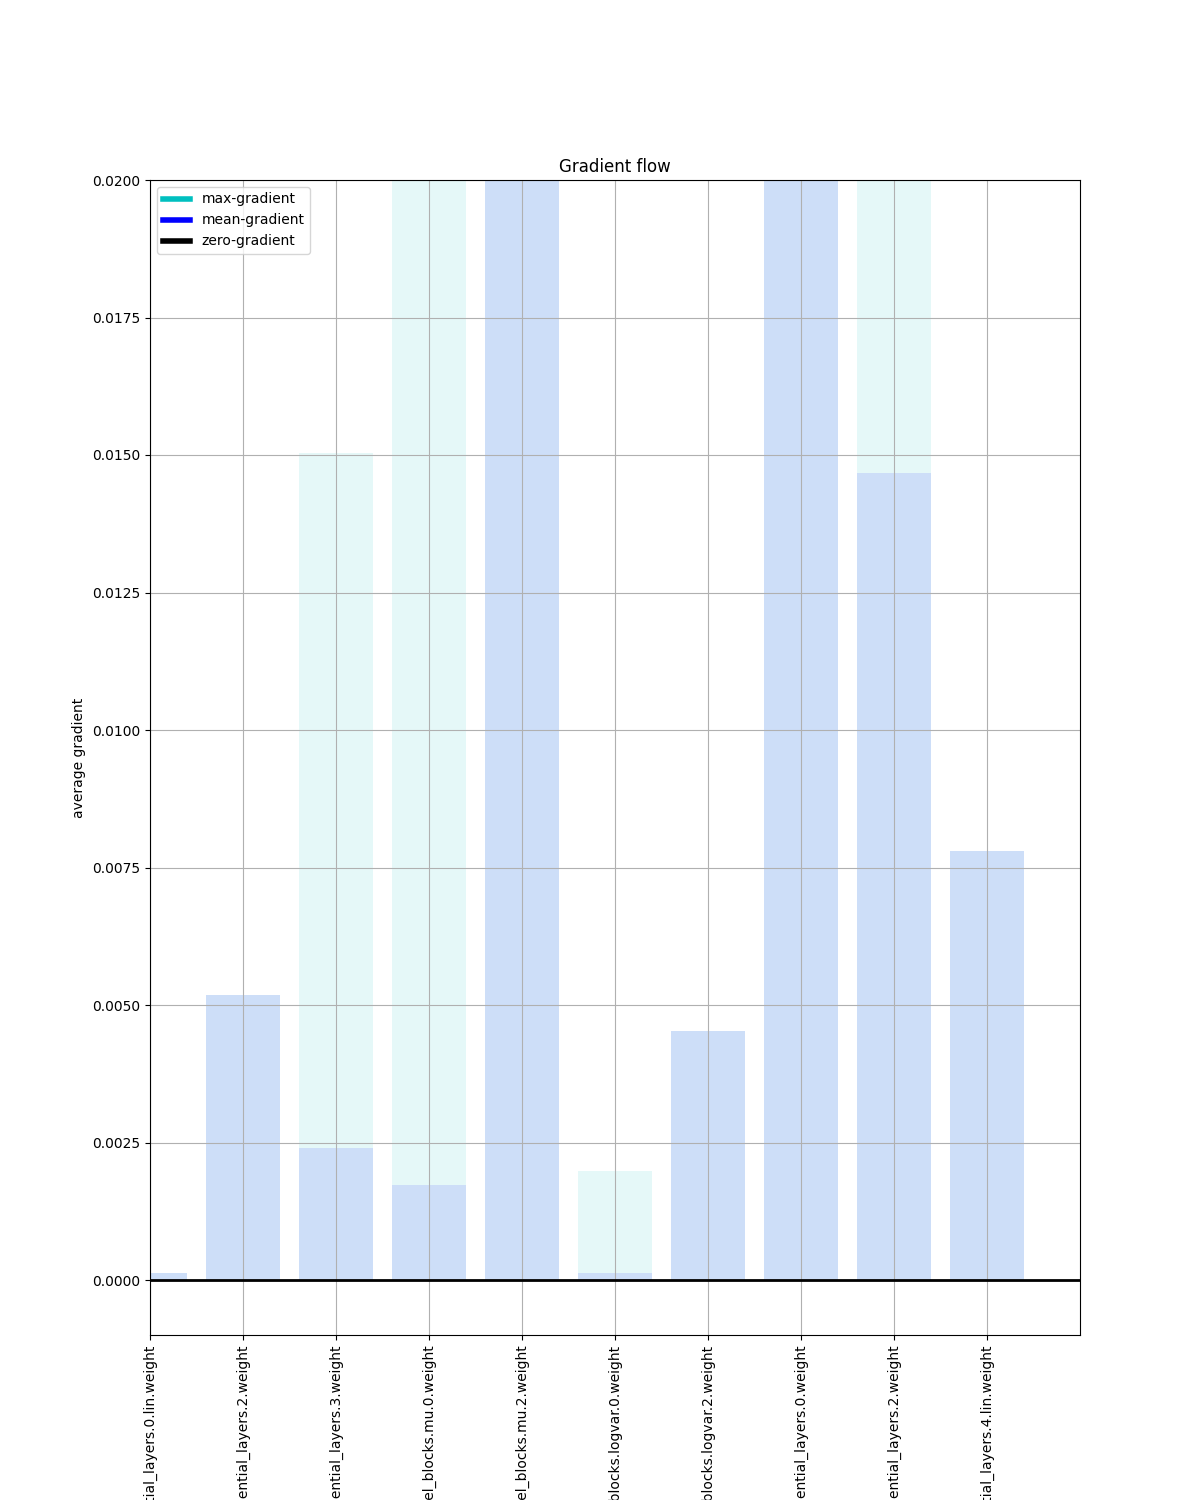 Gradient flow
max-gradient
mean-gradient
zero-gradient
0.0200
0.0175
0.0150
0.0125
0.0100
0.0075
0.0050
0.0025
0.0000
average gradient
tial_layers.0.lin.weight
ential_layers.2.weight
ential_layers.3.weight
el_blocks.mu.0.weight
el_blocks.mu.2.weight
blocks.logvar.0.weight
blocks.logvar.2.weight
ential_layers.0.weight
ential_layers.2.weight
tial_layers.4.lin.weight